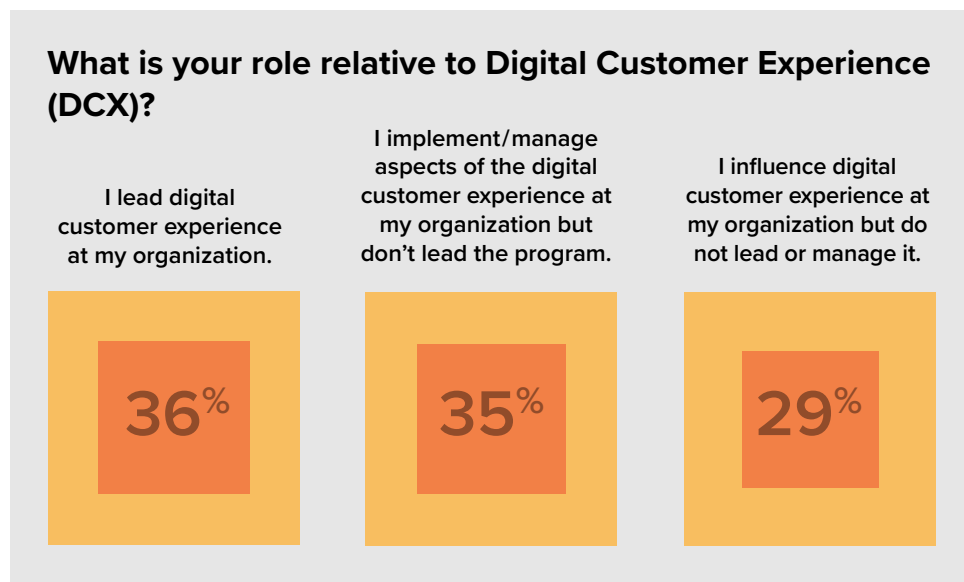 What is your role relative to Digital Customer Experience
(DCX)?
I lead digital
customer experience
at my organization.
I implement/manage
aspects of the digital
customer experience at
my organization but
don’t lead the program.
I influence digital
customer experience at
my organization but do
not lead or manage it.
36%
35%
29%